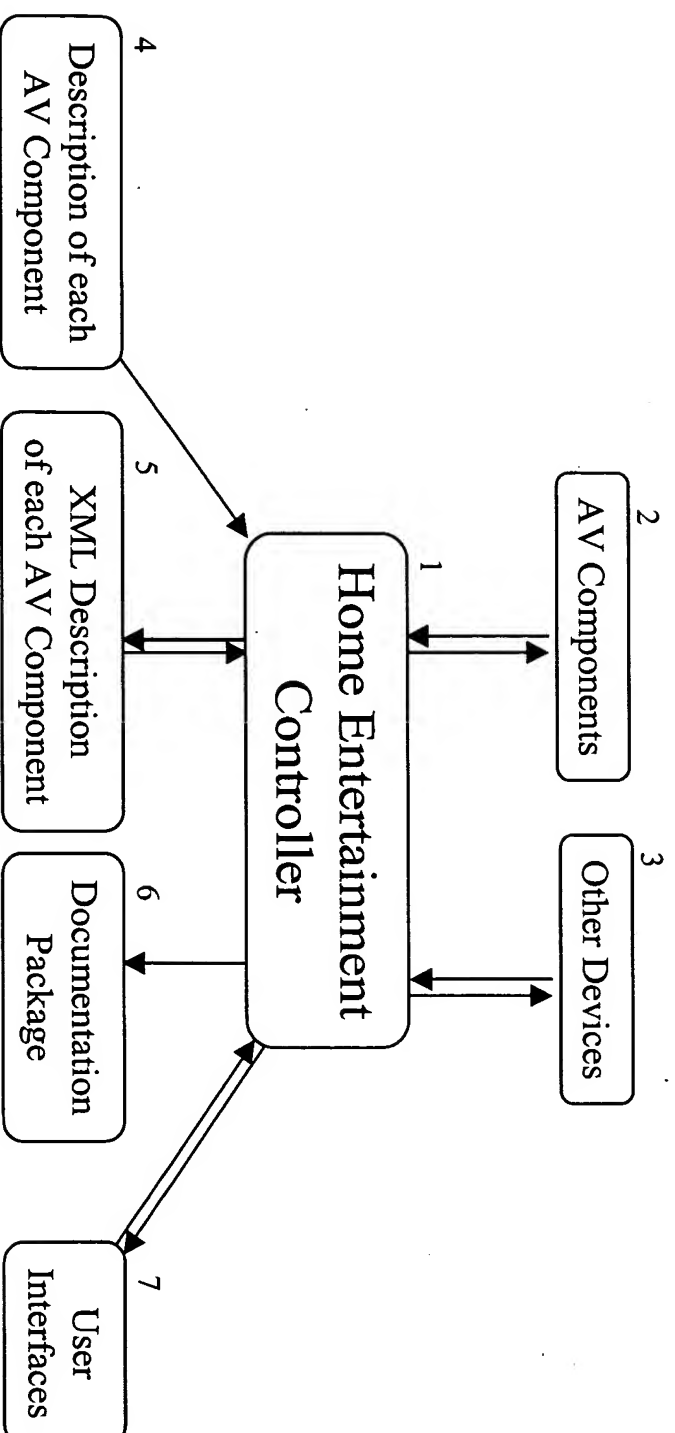 2
AV Components
3
Other Devices
1
Home Entertainment
Controller
4
Description of each
AV Component
5
XML Description
of each AV Component
6
Documentation
Package
7
User
Interfaces